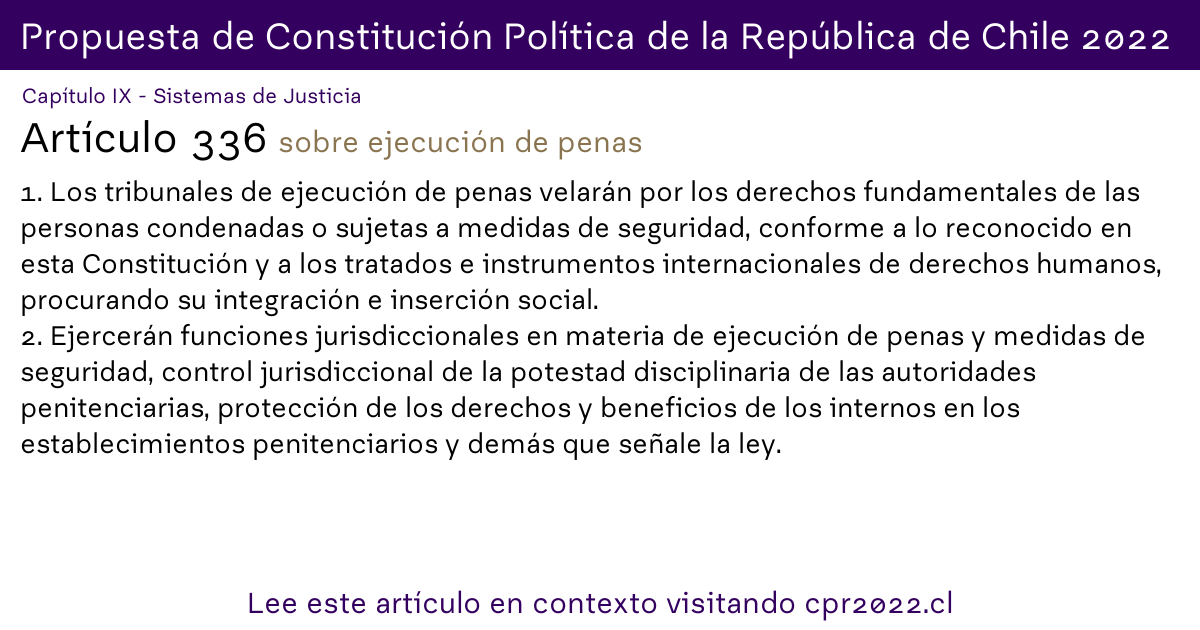 Propuesta de Constitución Política de la República de Chile 2022
Capítulo IX - Sistemas de Justicia
Artículo 336 sobre ejecución de penas
1. Los tribunales de ejecución de penas velarán por los derechos fundamentales de las
personas condenadas o sujetas a medidas de seguridad, conforme a lo reconocido en
esta Constitución y a los tratados e instrumentos internacionales de derechos humanos,
procurando su integración e inserción social.
2. Ejercerán funciones jurisdiccionales en materia de ejecución de penas y medidas de
seguridad, control jurisdiccional de la potestad disciplinaria de las autoridades
penitenciarias, protección de los derechos y beneficios de los internos en los
establecimientos penitenciarios y demás que señale la ley.
Lee este artículo en contexto visitando cpr2022.cl